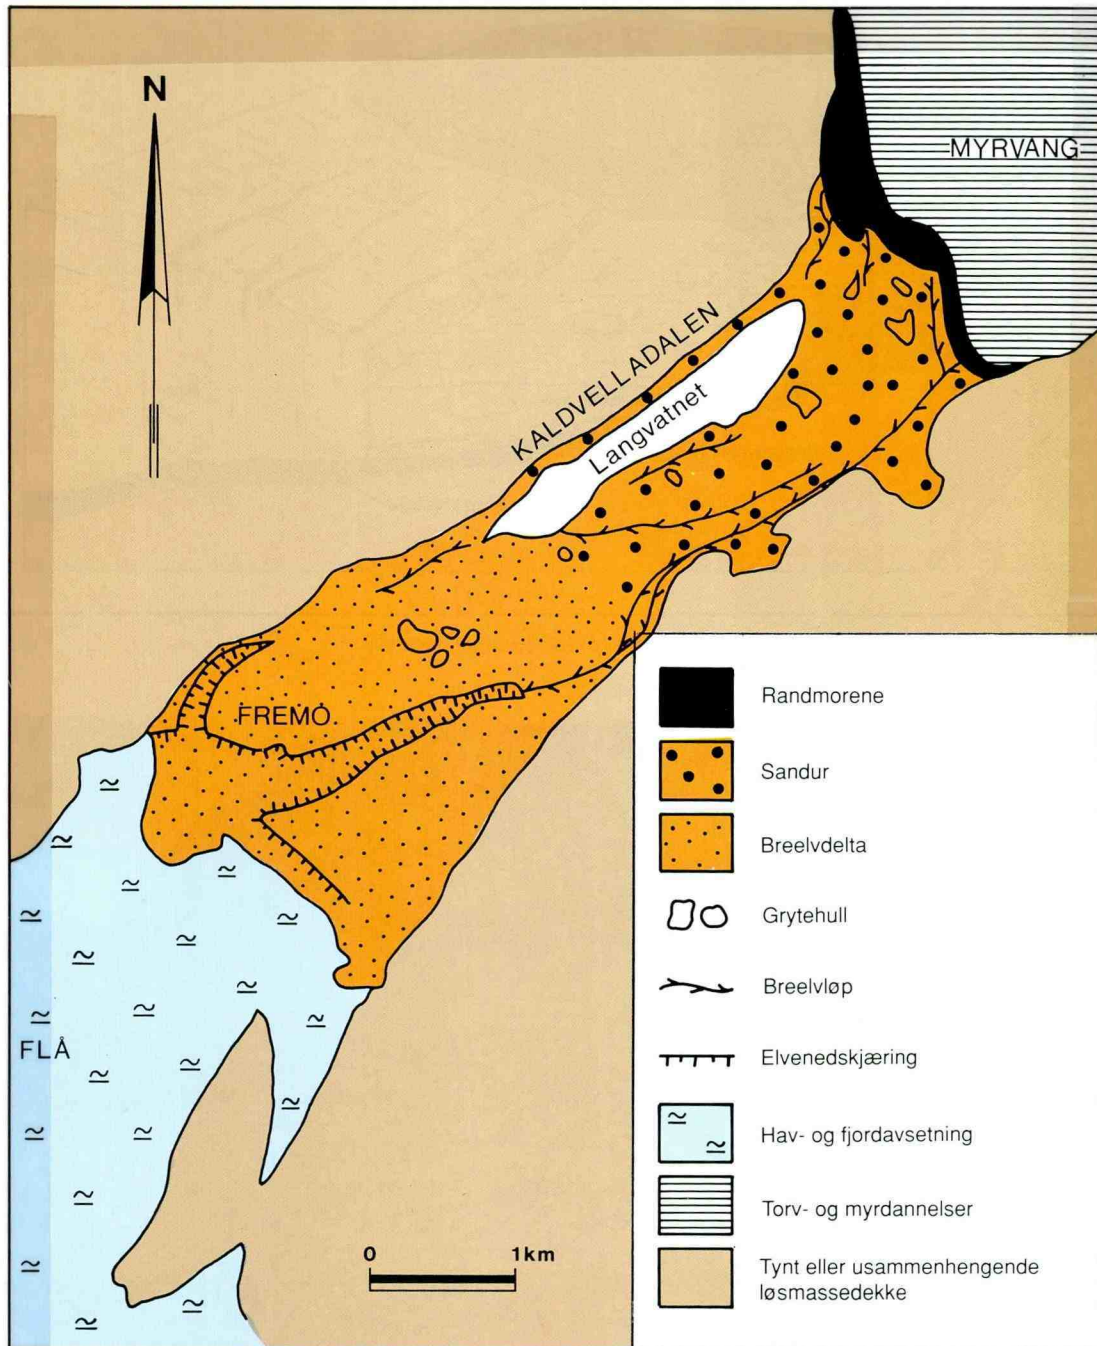 N
MYRVANG
KALDVELLADALEN
Langvatnet
FREMO
FLÅ
0 1km
Randmorene
Sandur
Breelvdelta
Grytehull
Breelvløp
Elvenedskjæring
Hav- og fjordavsetning
Torv- og myrdannelser
Tynt eller usammenhengende
løsmassedekke